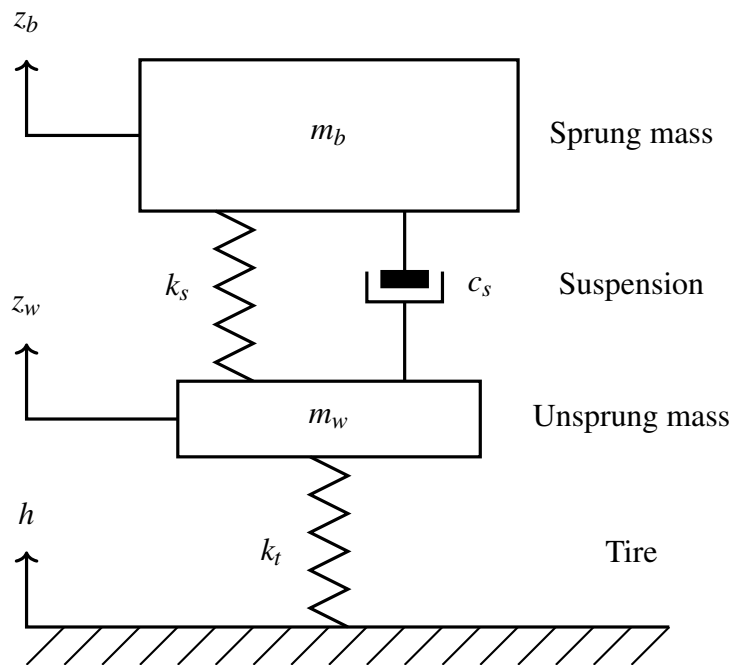 z_b
m_b
Sprung mass
k_s
c_s
Suspension
z_w
m_w
Unsprung mass
h
k_t
Tire